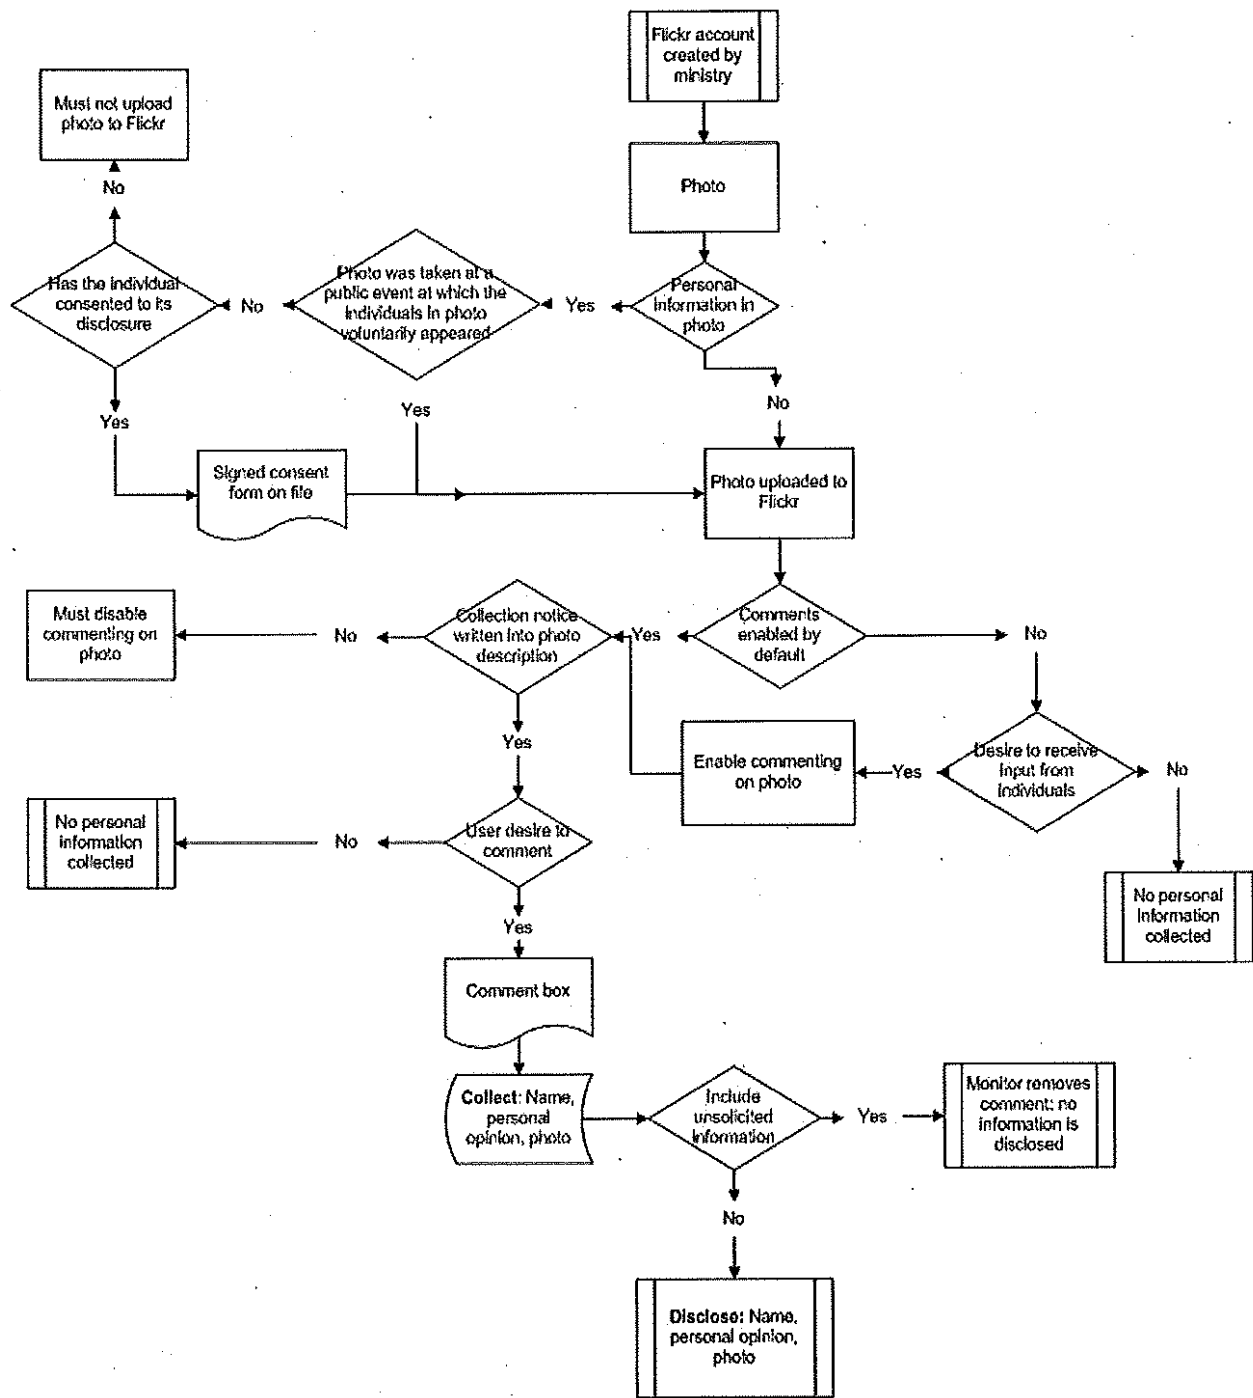 Flickr account
created by
ministry
Must not upload
photo to Flickr
Photo
No
Has the individual
consented to its
disclosure
No
Photo was taken at a
public event at which the
individuals in photo
voluntarily appeared
Yes
Personal
information in
photo
No
Yes
Yes
Signed consent
form on file
Photo uploaded to
Flickr
Must disable
commenting on
photo
No
Collection notice
written into photo
description
Yes
Comments
enabled by
default
No
Yes
Enable commenting
on photo
Yes
Desire to receive
input from
individuals
No
No personal
information
collected
No
User desire to
comment
No personal
information
collected
Yes
Comment box
Collect: Name,
personal
opinion, photo
Include
unsolicited
information
Yes
Monitor removes
comment; no
information is
disclosed
No
Disclose: Name,
personal opinion,
photo